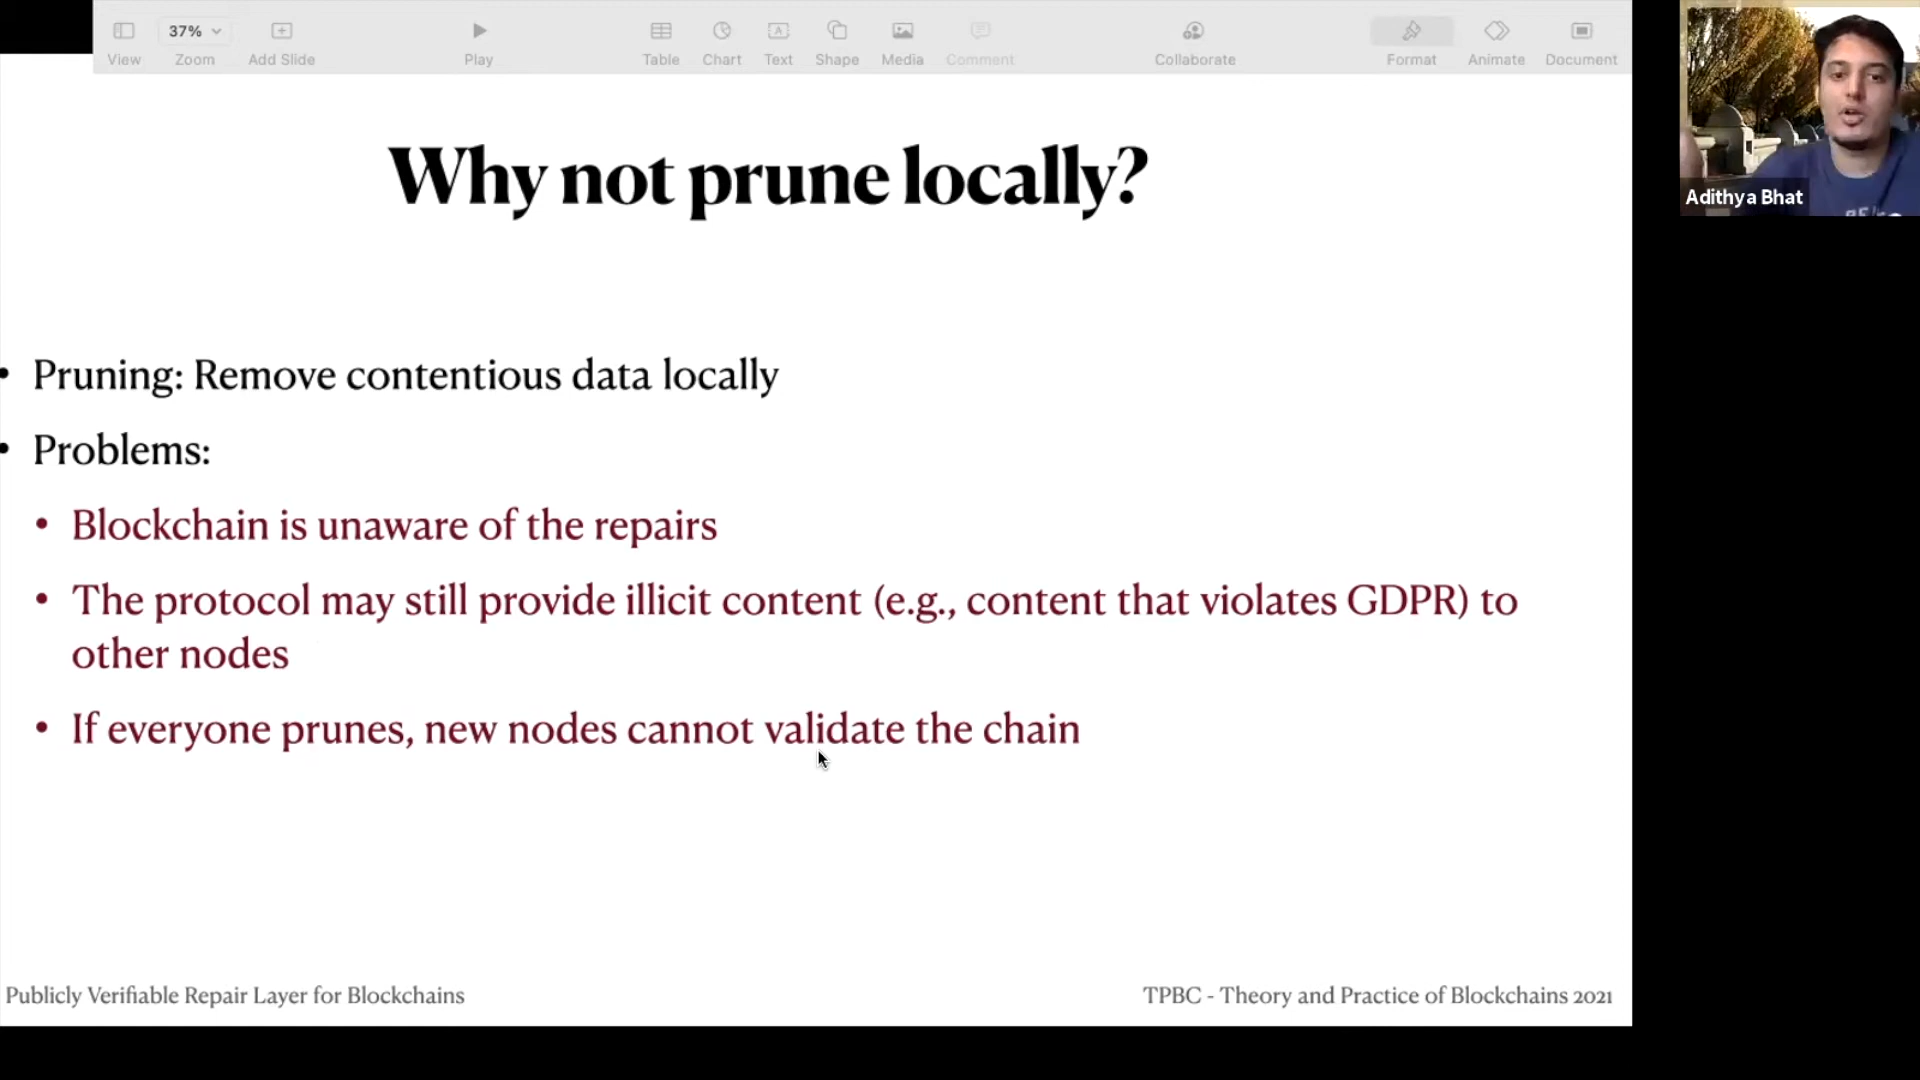 37%
View
Zoom
Add Slide
Play
Table
Chart
Text
Shape
Media
Comment
Collaborate
Format
Animate
Document
Adithya Bhat
Why not prune locally?
• Pruning: Remove contentious data locally
• Problems:
• Blockchain is unaware of the repairs
• The protocol may still provide illicit content (e.g., content that violates GDPR) to
other nodes
• If everyone prunes, new nodes cannot validate the chain
Publicly Verifiable Repair Layer for Blockchains
TPBC - Theory and Practice of Blockchains 2021